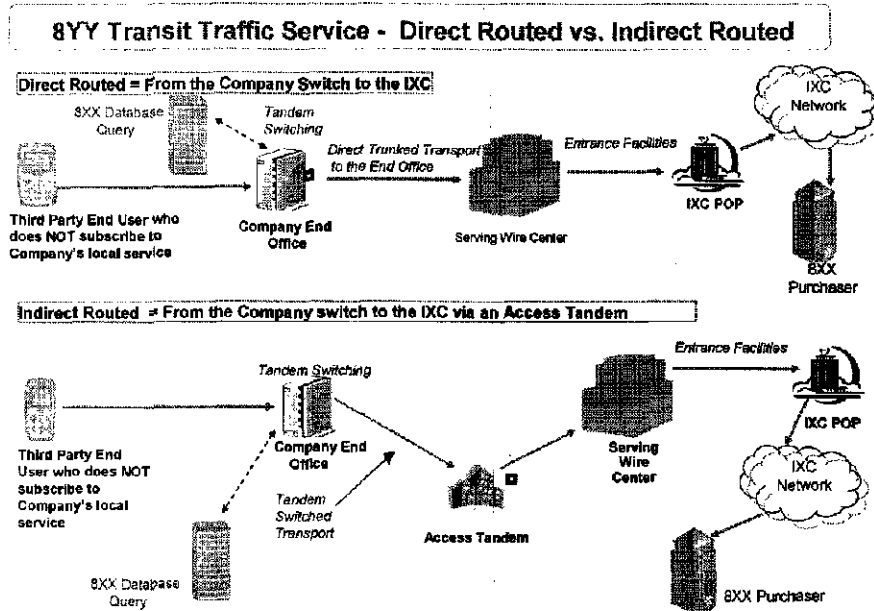 8YY Transit Traffic Service - Direct Routed vs. Indirect Routed
Direct Routed = From the Company Switch to the IXC
8XX Database
Query
Tandem
Switching
Direct Trunked Transport
to the End Office
Entrance Facilities
IXC
Network
Third Party End User who
does NOT subscribe to
Company's local service
Company End
Office
Serving Wire Center
IXC POP
8XX
Purchaser
Indirect Routed = From the Company switch to the IXC via an Access Tandem
Tandem Switching
Entrance Facilities
Third Party End
User who does NOT
subscribe to
Company's local
service
Company End
Office
Serving
Wire
Center
IXC POP
IXC
Network
Tandem
Switched
Transport
Access Tandem
8XX Database
Query
8XX Purchaser